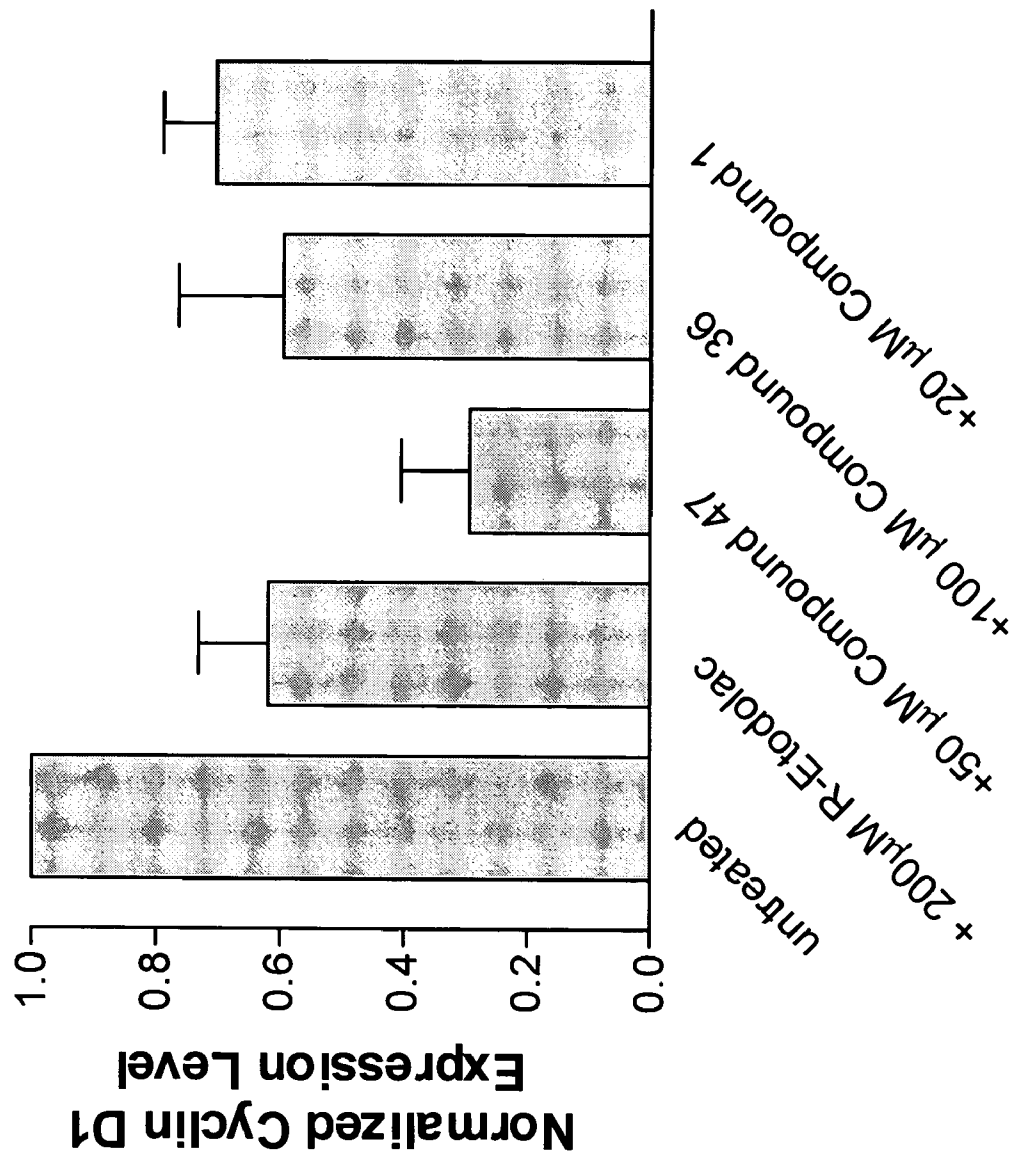 Normalized Cyclin D1
Expression Level
1.0
0.8
0.6
0.4
0.2
0.0
untreated
+ 200µM R-Etodolac
+50 µM Compound 47
+100 µM Compound 36
+20 µM Compound 1